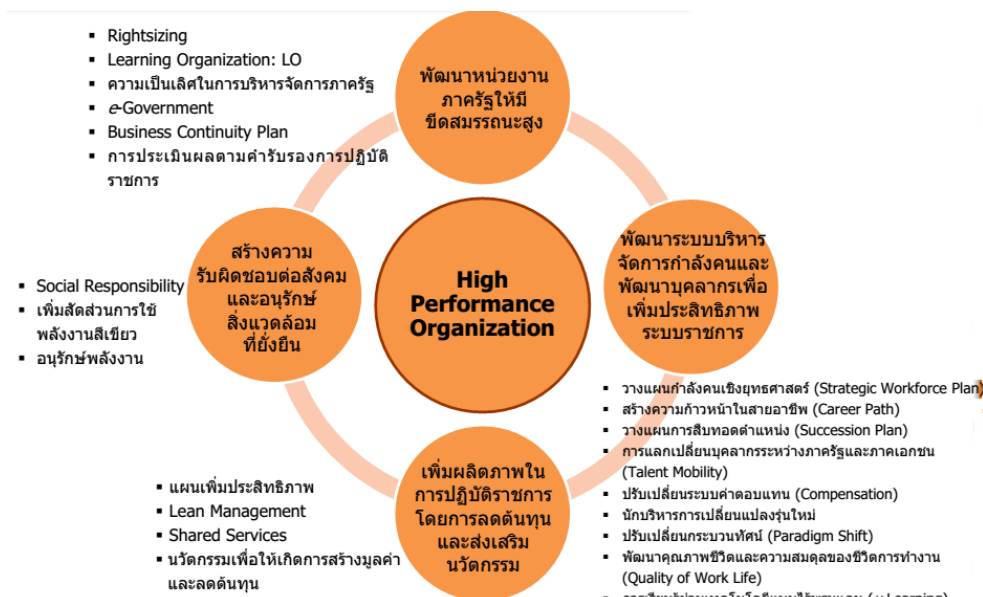 ▪ Rightsizing
▪ Learning Organization: LO
▪ ความเป็นเลิศในการบริหารจัดการภาครัฐ
▪ e-Government
▪ Business Continuity Plan
▪ การประเมินผลตามคำรับรองการปฏิบัติ
ราชการ
พัฒนาหน่วยงาน
ภาครัฐให้มี
ขีดสมรรถนะสูง
สร้างความ
รับผิดชอบต่อสังคม
และอนุรักษ์
สิ่งแวดล้อม
ที่ยั่งยืน
High
Performance
Organization
พัฒนาระบบบริหาร
จัดการกำลังคนและ
พัฒนาบุคลากรเพื่อ
เพิ่มประสิทธิภาพ
ระบบราชการ
▪ Social Responsibility
▪ เพิ่มสัดส่วนการใช้
พลังงานสีเขียว
▪ อนุรักษ์พลังงาน
▪ วางแผนกำลังคนเชิงยุทธศาสตร์ (Strategic Workforce Plan)
▪ สร้างความก้าวหน้าในสายอาชีพ (Career Path)
▪ วางแผนการสืบทอดตำแหน่ง (Succession Plan)
▪ การแลกเปลี่ยนบุคลากรระหว่างภาครัฐและภาคเอกชน
(Talent Mobility)
▪ ปรับเปลี่ยนระบบค่าตอบแทน (Compensation)
▪ นักบริหารการเปลี่ยนแปลงรุ่นใหม่
▪ ปรับเปลี่ยนกระบวนทัศน์ (Paradigm Shift)
▪ พัฒนาคุณภาพชีวิตและความสมดุลของชีวิตการทำงาน
(Quality of Work Life)
เพิ่มผลิตภาพใน
การปฏิบัติราชการ
โดยการลดต้นทุน
และส่งเสริม
นวัตกรรม
▪ แผนเพิ่มประสิทธิภาพ
▪ Lean Management
▪ Shared Services
▪ นวัตกรรมเพื่อให้เกิดการสร้างมูลค่า
และลดต้นทุน